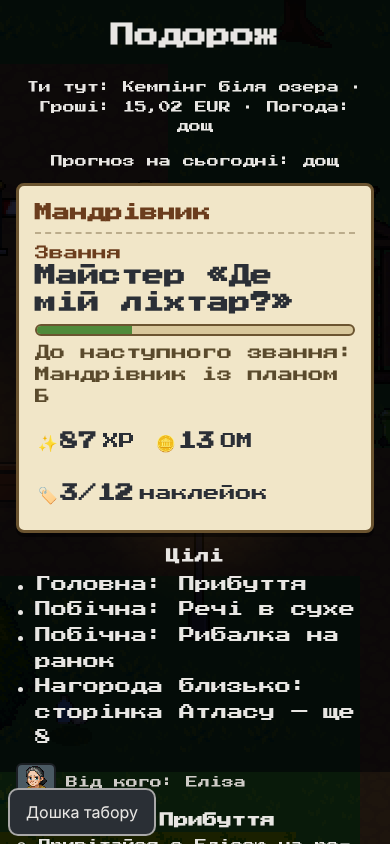 Подорож
Ти тут: Кемпінг біля озера ·
Гроші: 15,02 EUR · Погода:
дощ
Прогноз на сьогодні: дощ
Мандрівник
Звання
Майстер «Де
мій ліхтар?»
До наступного звання:
Мандрівник із планом
Б
87 XP 13 ОМ
3/12 наклейок
Цілі
• Головна: Прибуття
• Побічна: Речі в сухе
• Побічна: Рибалка на
ранок
• Нагорода близько:
сторінка Атласу — ще
8
Від кого: Еліза
Дошка табору
Прибуття